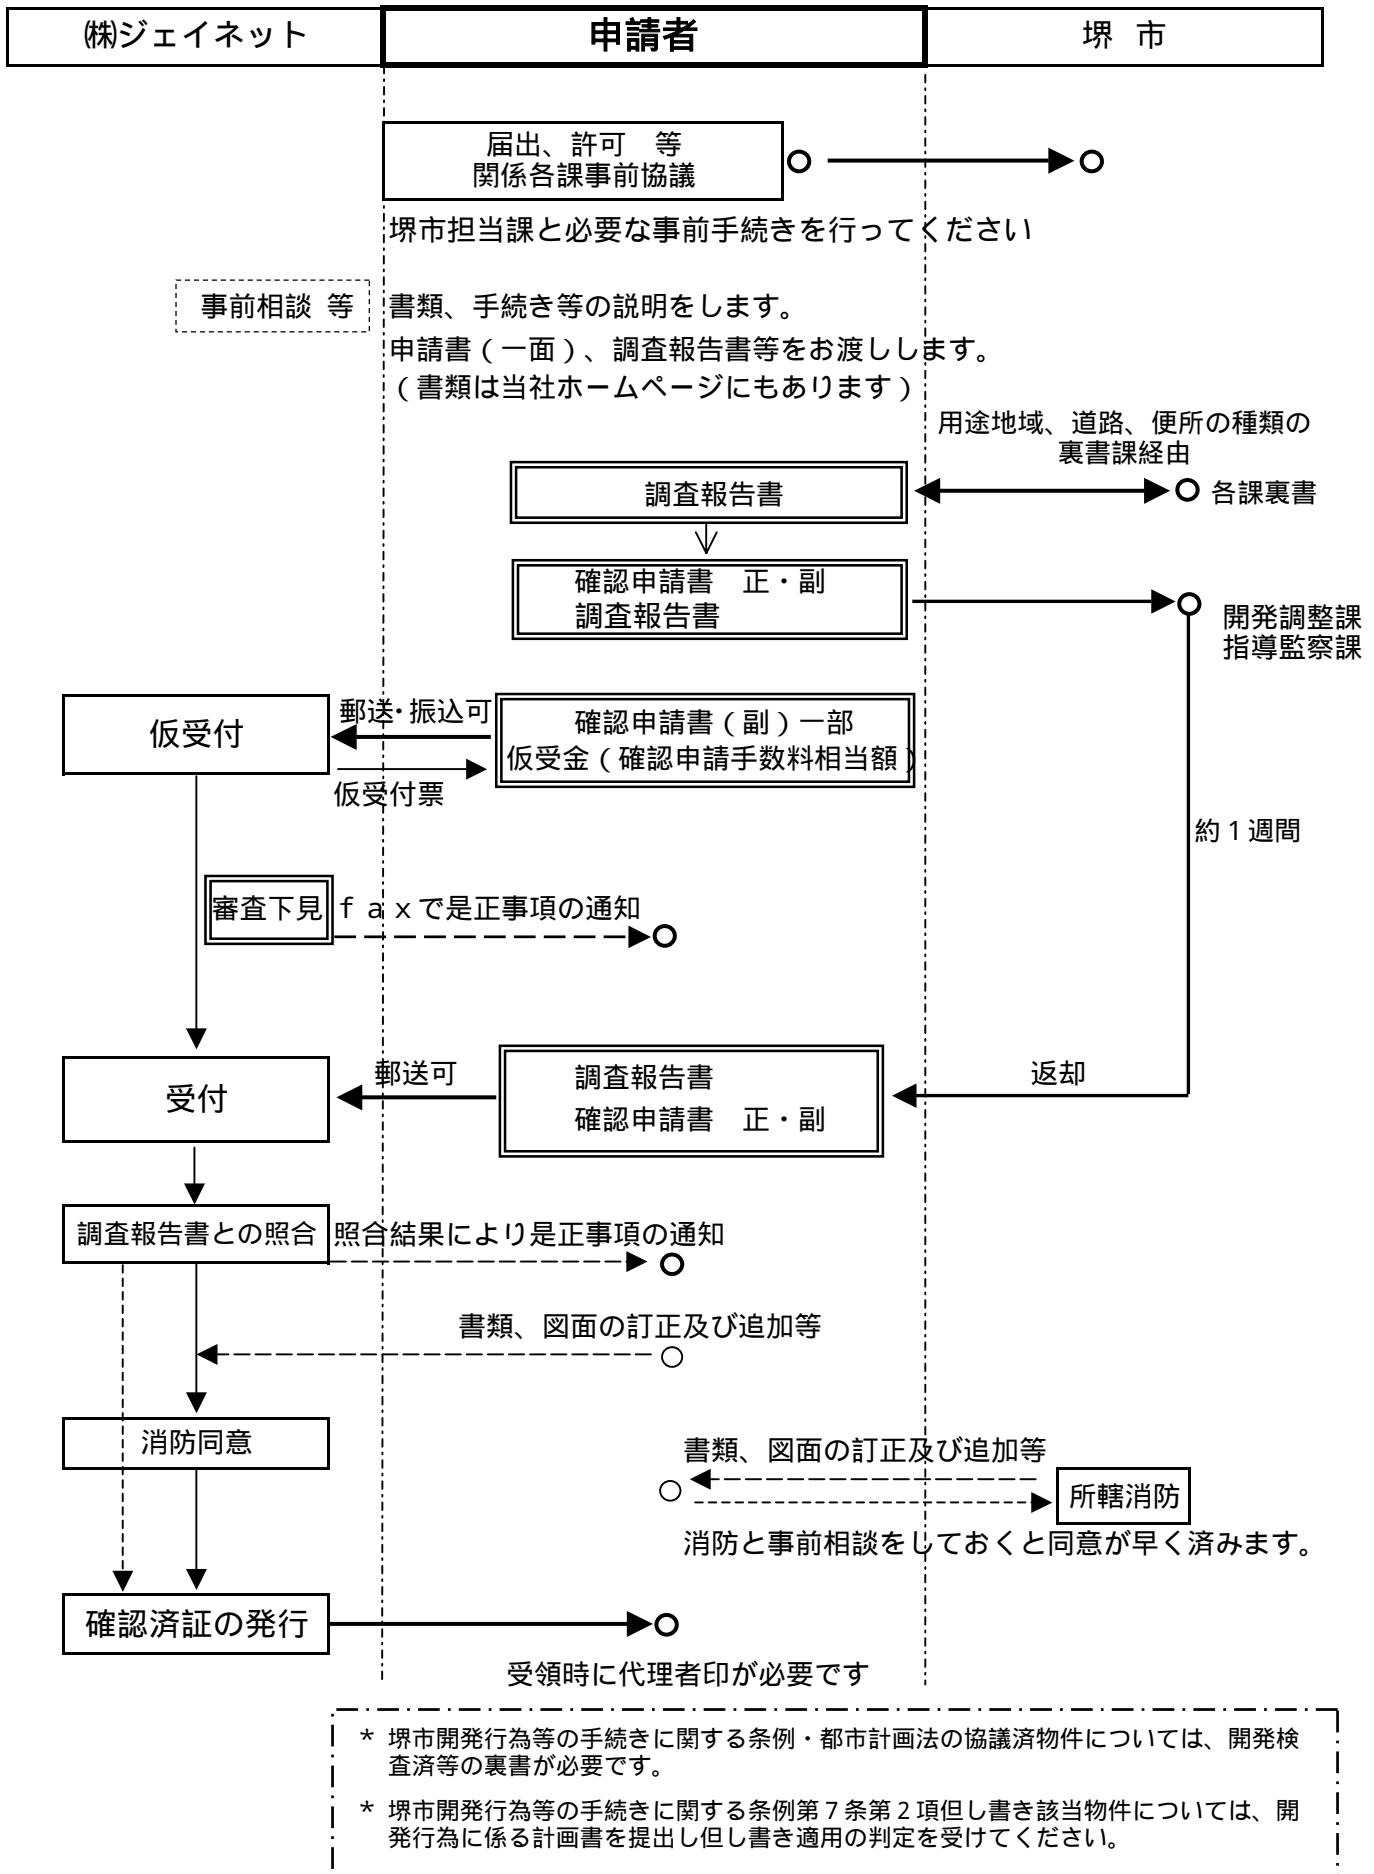 ㈱ジェイネット
申請者
堺 市
届出、許可 等
関係各課事前協議
堺市担当課と必要な事前手続きを行ってください
事前相談 等
書類、手続き等の説明をします。
申請書（一面）、調査報告書等をお渡しします。
（書類は当社ホームページにもあります）
用途地域、道路、便所の種類の
裏書課経由
調査報告書
各課裏書
確認申請書 正・副
調査報告書
開発調整課
指導監察課
仮受付
郵送・振込可
確認申請書（副）一部
仮受金（確認申請手数料相当額）
仮受付票
約１週間
審査下見
ｆａｘで是正事項の通知
受付
郵送可
調査報告書
確認申請書 正・副
返却
調査報告書との照合
照合結果により是正事項の通知
書類、図面の訂正及び追加等
消防同意
書類、図面の訂正及び追加等
所轄消防
消防と事前相談をしておくと同意が早く済みます。
確認済証の発行
受領時に代理者印が必要です
* 堺市開発行為等の手続きに関する条例・都市計画法の協議済物件については、開発検
査済等の裏書が必要です。
* 堺市開発行為等の手続きに関する条例第７条第２項但し書き該当物件については、開
発行為に係る計画書を提出し但し書き適用の判定を受けてください。